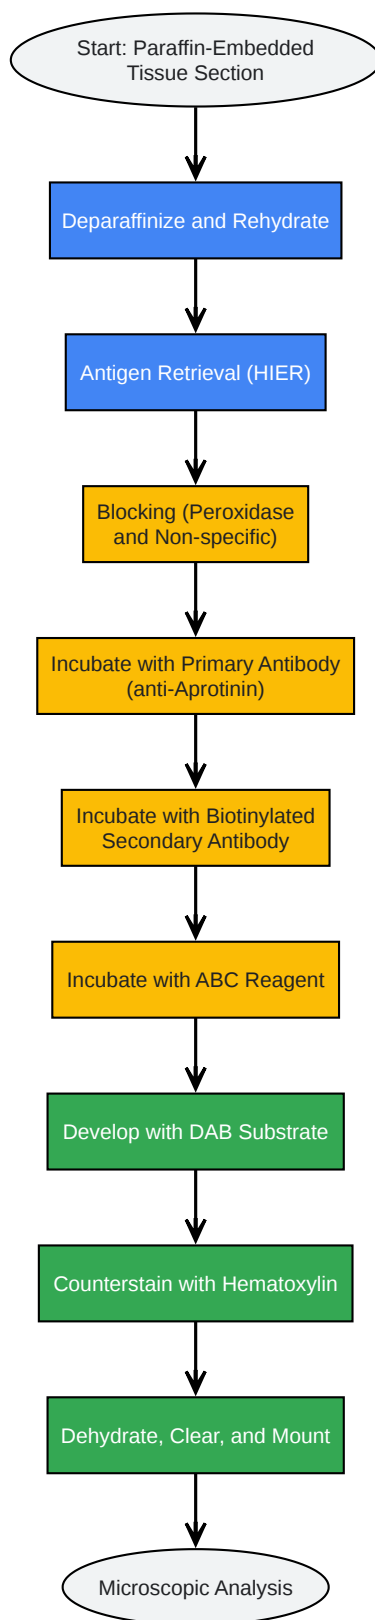 Start: Paraffin-Embedded
Tissue Section
Deparaffinize and Rehydrate
Antigen Retrieval (HIER)
Blocking (Peroxidase
and Non-specific)
Incubate with Primary Antibody
(anti-Aprotinin)
Incubate with Biotinylated
Secondary Antibody
Incubate with ABC Reagent
Develop with DAB Substrate
Counterstain with Hematoxylin
Dehydrate, Clear, and Mount
Microscopic Analysis